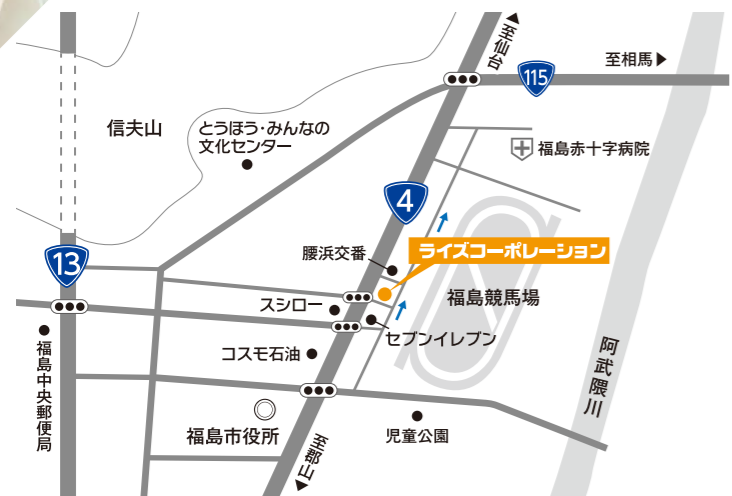 至仙台
115
至相馬
信夫山
とうほう・みんなの
文化センター
福島赤十字病院
4
13
腰浜交番
ライズコーポレーション
スシロー
福島競馬場
セブンイレブン
コスモ石油
福島中央郵便局
阿武隈川
福島市役所
児童公園
至郡山